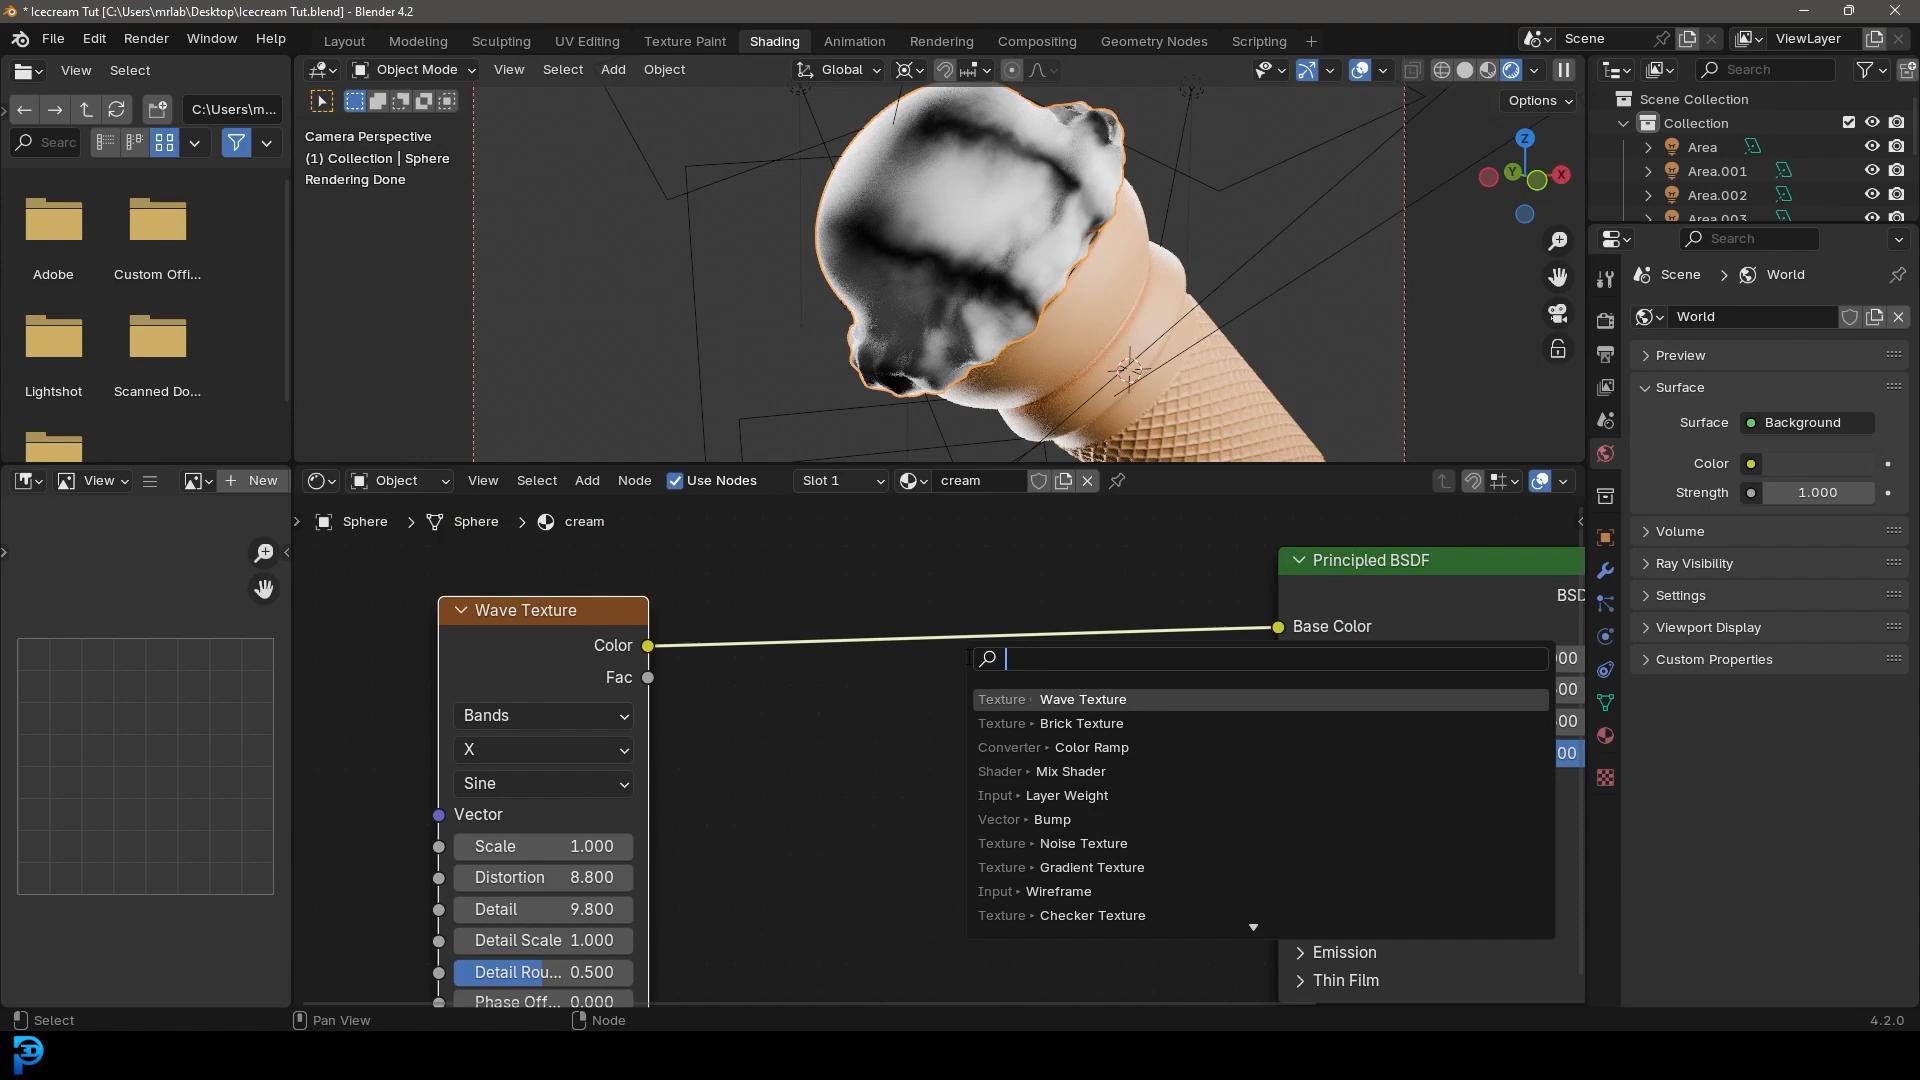 * Icecream Tut [C:\Users\mrlab\Desktop\Icecream Tut.blend] - Blender 4.2
File Edit Render Window Help
Layout Modeling Sculpting UV Editing Texture Paint Shading Animation Rendering Compositing Geometry Nodes Scripting +
Scene
ViewLayer
View Select
Object Mode View Select Add Object
Global
Search
C:\Users\m...
Options
Scene Collection
Collection
Area
Area.001
Area.002
Area.003
Searc
Camera Perspective
(1) Collection | Sphere
Rendering Done
Z
Y
X
Adobe
Custom Offi...
Lightshot
Scanned Do...
Search
Scene > World
World
Preview
Surface
Surface Background
Color
Strength 1.000
Volume
Ray Visibility
Settings
Viewport Display
Custom Properties
View
+ New
Object View Select Add Node Use Nodes Slot 1 cream
Sphere > Sphere > cream
Principled BSDF
BSD
Base Color
Wave Texture
Color
Fac
Bands
X
Sine
Vector
Scale 1.000
Distortion 8.800
Detail 9.800
Detail Scale 1.000
Detail Rou... 0.500
Phase Off... 0.000
Texture ▸ Wave Texture
Texture ▸ Brick Texture
Converter ▸ Color Ramp
Shader ▸ Mix Shader
Input ▸ Layer Weight
Vector ▸ Bump
Texture ▸ Noise Texture
Texture ▸ Gradient Texture
Input ▸ Wireframe
Texture ▸ Checker Texture
00
00
00
00
Emission
Thin Film
Select
Pan View
Node
4.2.0